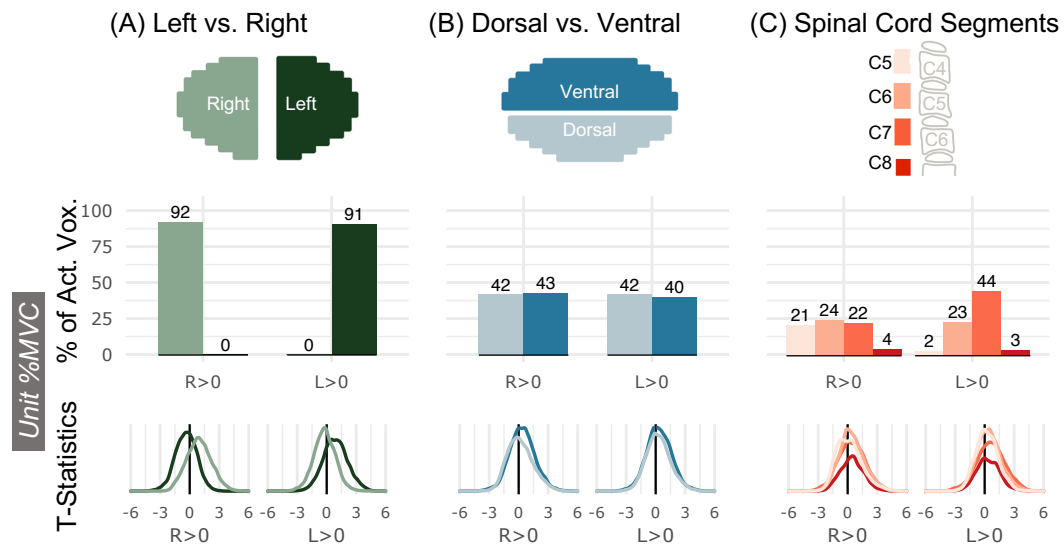 (A) Left vs. Right
(B) Dorsal vs. Ventral
(C) Spinal Cord Segments
Right
Left
Ventral
Dorsal
C5
C6
C7
C8
C4
C5
C6
Unit %MVC
% of Act. Vox.
100
75
50
25
0
92
0
0
91
R>0
L>0
42
43
42
40
R>0
L>0
21
24
22
4
2
23
44
3
R>0
L>0
T-Statistics
-6 -3 0 3 6
R>0
-6 -3 0 3 6
L>0
-6 -3 0 3 6
R>0
-6 -3 0 3 6
L>0
-6 -3 0 3 6
R>0
-6 -3 0 3 6
L>0